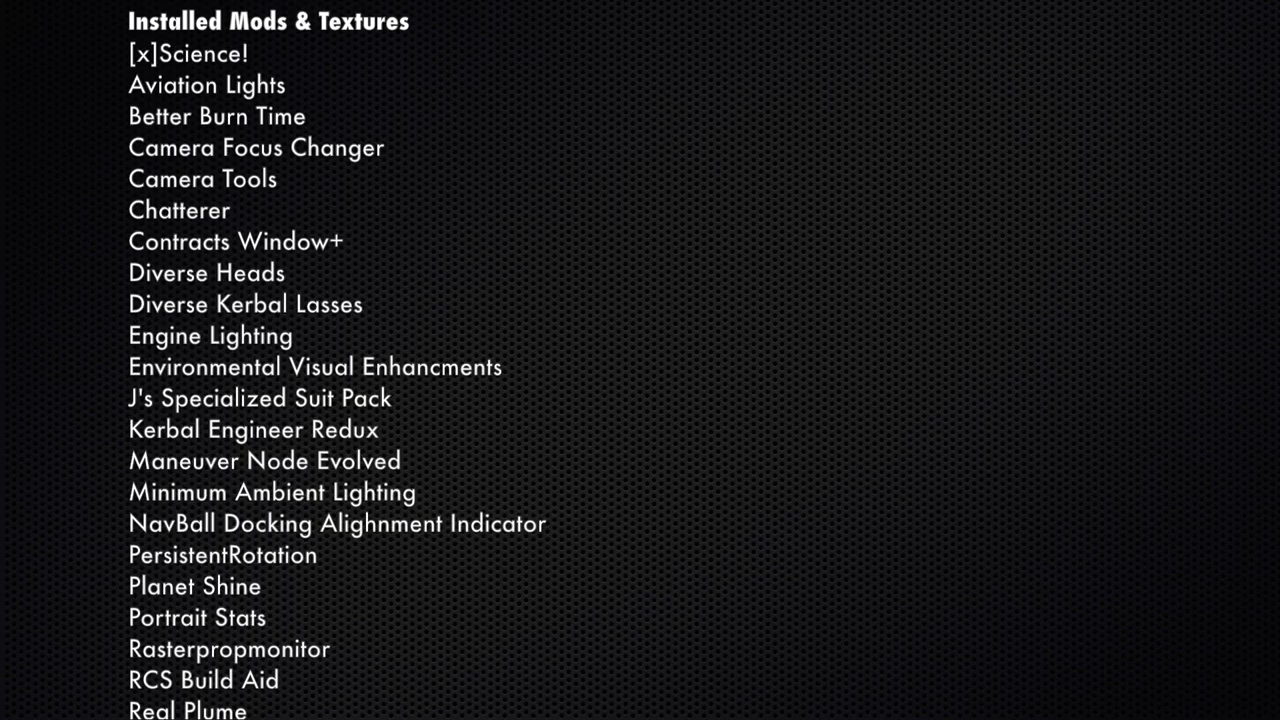 Installed Mods & Textures
[x]Science!
Aviation Lights
Better Burn Time
Camera Focus Changer
Camera Tools
Chatterer
Contracts Window+
Diverse Heads
Diverse Kerbal Lasses
Engine Lighting
Environmental Visual Enhancments
J's Specialized Suit Pack
Kerbal Engineer Redux
Maneuver Node Evolved
Minimum Ambient Lighting
NavBall Docking Alighnment Indicator
PersistentRotation
Planet Shine
Portrait Stats
Rasterpropmonitor
RCS Build Aid
Real Plume